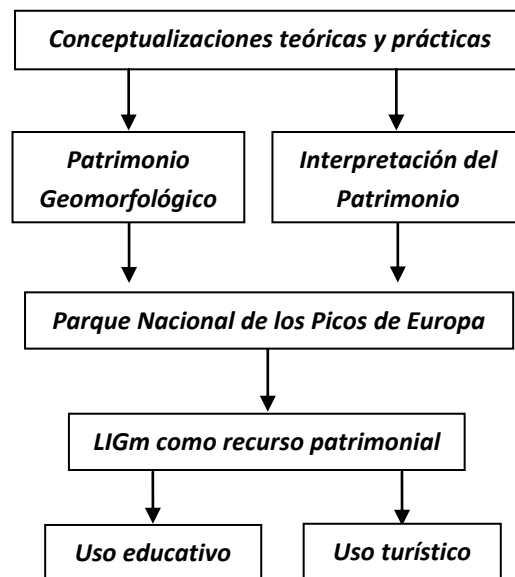 Conceptualizaciones teóricas y prácticas
Patrimonio
Geomorfológico
Interpretación del
Patrimonio
Parque Nacional de los Picos de Europa
LIGm como recurso patrimonial
Uso educativo
Uso turístico